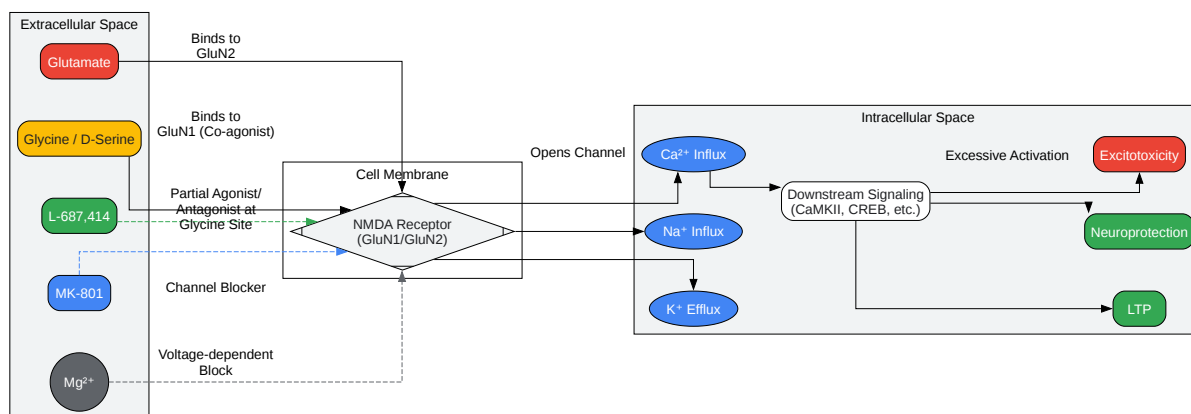 Extracellular Space
Glutamate
Binds to
GluN2
Glycine / D-Serine
Binds to
GluN1 (Co-agonist)
L-687,414
Partial Agonist/
Antagonist at
Glycine Site
MK-801
Channel Blocker
Mg²⁺
Voltage-dependent
Block
Cell Membrane
NMDA Receptor
(GluN1/GluN2)
Opens Channel
Intracellular Space
Ca²⁺ Influx
Na⁺ Influx
K⁺ Efflux
Downstream Signaling
(CaMKII, CREB, etc.)
Excessive Activation
Excitotoxicity
Neuroprotection
LTP